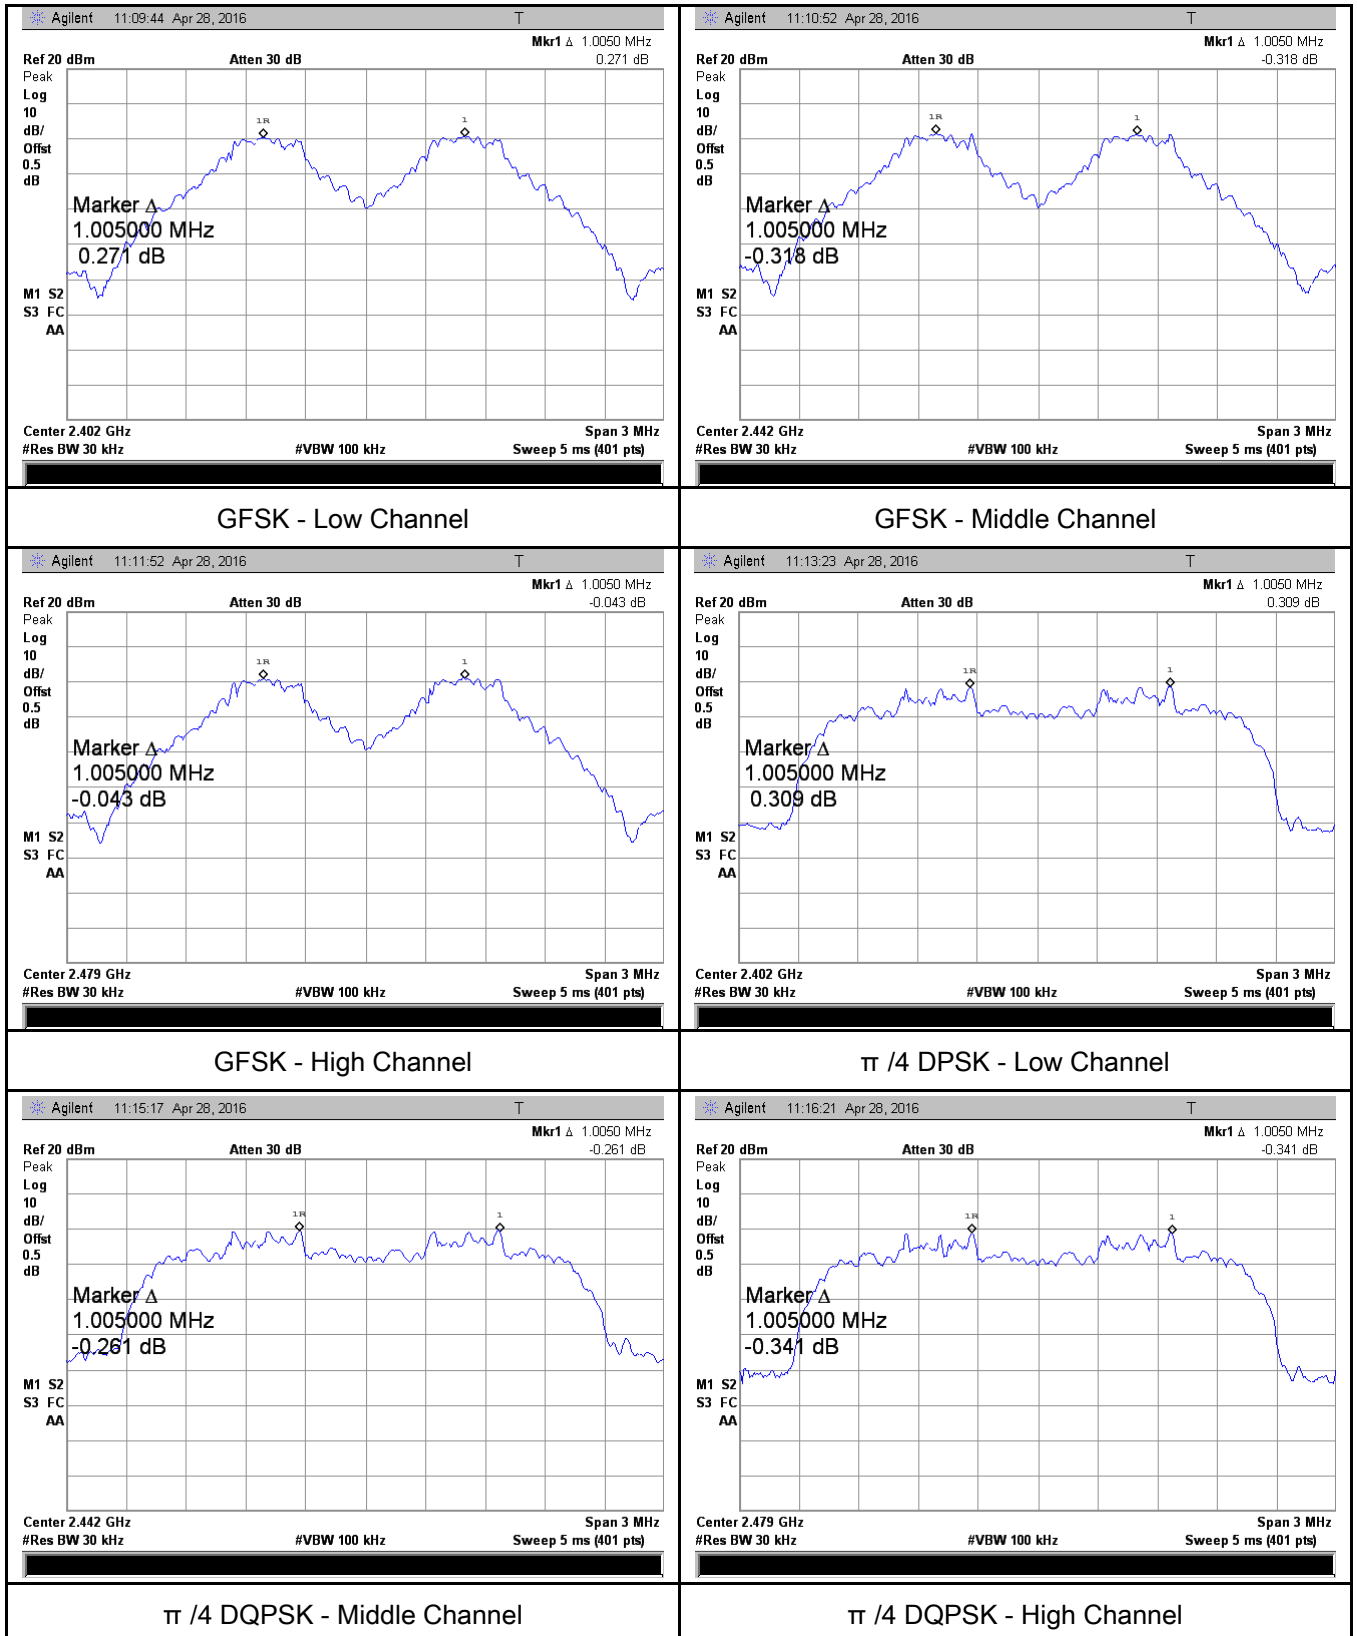 Agilent 11:09:44 Apr 28, 2016 T
Mkr1 Δ 1.0050 MHz
Ref 20 dBm Atten 30 dB 0.271 dB
Peak
Log
10
dB/
Offst
0.5
dB
1R 1
Marker Δ
1.005000 MHz
0.271 dB
M1 S2
S3 FC
AA
Center 2.402 GHz Span 3 MHz
#Res BW 30 kHz #VBW 100 kHz Sweep 5 ms (401 pts)
GFSK - Low Channel
Agilent 11:10:52 Apr 28, 2016 T
Mkr1 Δ 1.0050 MHz
Ref 20 dBm Atten 30 dB -0.318 dB
Peak
Log
10
dB/
Offst
0.5
dB
1R 1
Marker Δ
1.005000 MHz
-0.318 dB
M1 S2
S3 FC
AA
Center 2.442 GHz Span 3 MHz
#Res BW 30 kHz #VBW 100 kHz Sweep 5 ms (401 pts)
GFSK - Middle Channel
Agilent 11:11:52 Apr 28, 2016 T
Mkr1 Δ 1.0050 MHz
Ref 20 dBm Atten 30 dB -0.043 dB
Peak
Log
10
dB/
Offst
0.5
dB
1R 1
Marker Δ
1.005000 MHz
-0.043 dB
M1 S2
S3 FC
AA
Center 2.479 GHz Span 3 MHz
#Res BW 30 kHz #VBW 100 kHz Sweep 5 ms (401 pts)
GFSK - High Channel
Agilent 11:13:23 Apr 28, 2016 T
Mkr1 Δ 1.0050 MHz
Ref 20 dBm Atten 30 dB 0.309 dB
Peak
Log
10
dB/
Offst
0.5
dB
1R 1
Marker Δ
1.005000 MHz
0.309 dB
M1 S2
S3 FC
AA
Center 2.402 GHz Span 3 MHz
#Res BW 30 kHz #VBW 100 kHz Sweep 5 ms (401 pts)
π /4 DPSK - Low Channel
Agilent 11:15:17 Apr 28, 2016 T
Mkr1 Δ 1.0050 MHz
Ref 20 dBm Atten 30 dB -0.261 dB
Peak
Log
10
dB/
Offst
0.5
dB
1R 1
Marker Δ
1.005000 MHz
-0.261 dB
M1 S2
S3 FC
AA
Center 2.442 GHz Span 3 MHz
#Res BW 30 kHz #VBW 100 kHz Sweep 5 ms (401 pts)
π /4 DQPSK - Middle Channel
Agilent 11:16:21 Apr 28, 2016 T
Mkr1 Δ 1.0050 MHz
Ref 20 dBm Atten 30 dB -0.341 dB
Peak
Log
10
dB/
Offst
0.5
dB
1R 1
Marker Δ
1.005000 MHz
-0.341 dB
M1 S2
S3 FC
AA
Center 2.479 GHz Span 3 MHz
#Res BW 30 kHz #VBW 100 kHz Sweep 5 ms (401 pts)
π /4 DQPSK - High Channel